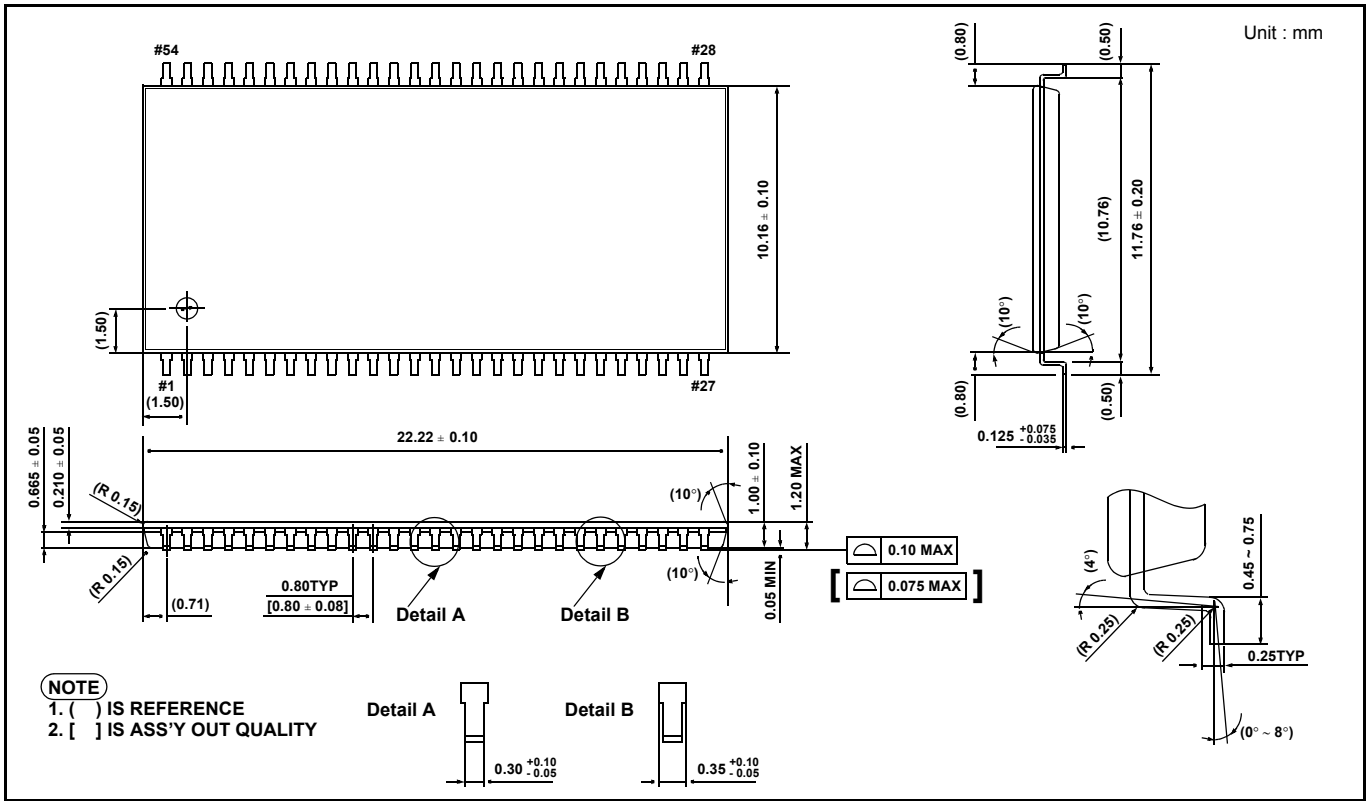 Unit : mm
#54
#28
(0.80)
(0.50)
10.16 ± 0.10
(10.76)
11.76 ± 0.20
(1.50)
#1
(1.50)
#27
(10°)
(10°)
(0.80)
(0.50)
0.125 +0.075 - 0.035
22.22 ± 0.10
0.665 ± 0.05
0.210 ± 0.05
(R 0.15)
(R 0.15)
(0.71)
0.80TYP
[0.80 ± 0.08]
Detail A
Detail B
(10°)
(10°)
1.00 ± 0.10
1.20 MAX
0.05 MIN
0.10 MAX
[ 0.075 MAX ]
(4°)
(R 0.25)
(R 0.25)
0.45 ~ 0.75
0.25TYP
(0° ~ 8°)
NOTE
1. ( ) IS REFERENCE
2. [ ] IS ASS'Y OUT QUALITY
Detail A
0.30 +0.10 - 0.05
Detail B
0.35 +0.10 - 0.05